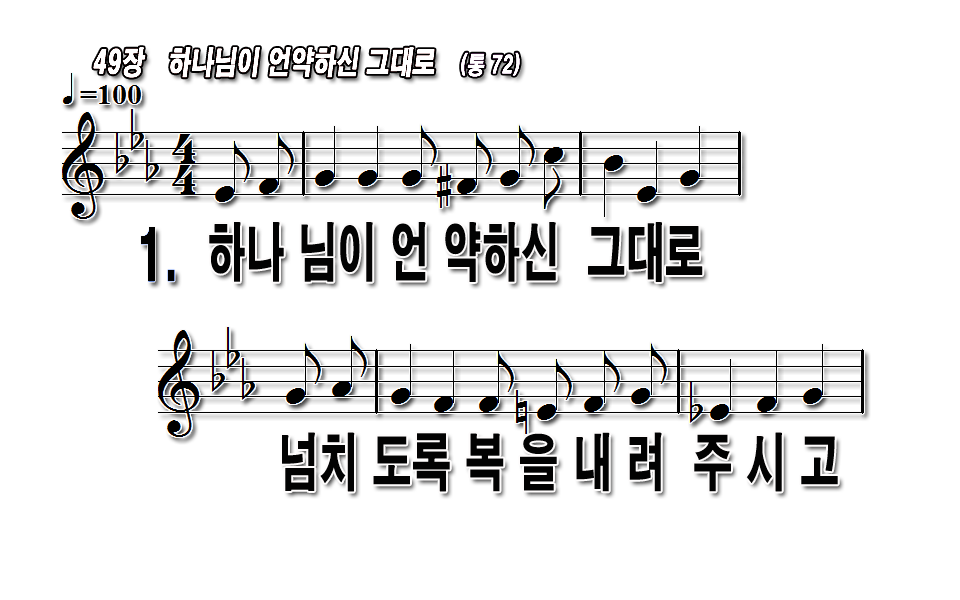 49장 하나님이 언약하신 그대로 (통 72)
♩=100
4
4
1. 하나 님이 언 약하신 그대로
넘치 도록 복 을 내 려 주 시 고